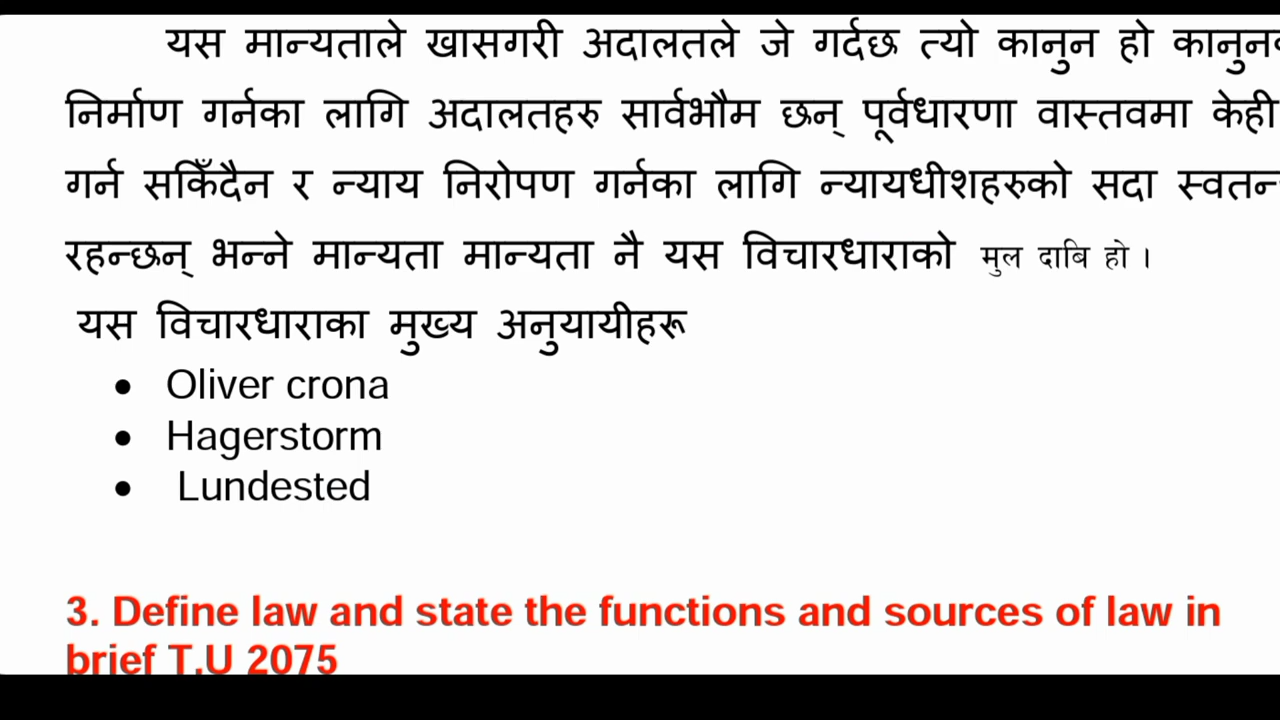 यस मान्यताले खासगरी अदालतले जे गर्दछ त्यो कानुन हो
निर्माण गर्नका लागि अदालतहरु सार्वभौम छन् पूर्वधारणा वास्तवमा केही
गर्न सकिँदैन र न्याय निरोपण गर्नका लागि न्यायधीशहरुको सदा
रहन्छन् भन्ने मान्यता मान्यता नै यस विचारधाराको मुल दाबि हो ।
यस विचारधाराका मुख्य अनुयायीहरू
• Oliver crona
• Hagerstorm
• Lundested
3. Define law and state the functions and sources of law in
brief T.U 2075